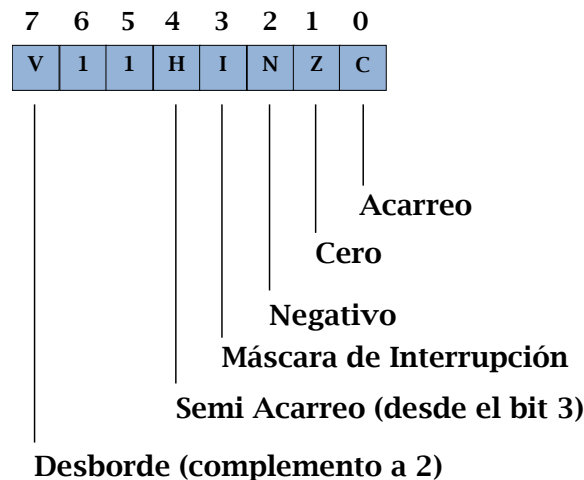 7 6 5 4 3 2 1 0
V 1 1 H I N Z C
Acarreo
Cero
Negativo
Máscara de Interrupción
Semi Acarreo (desde el bit 3)
Desborde (complemento a 2)